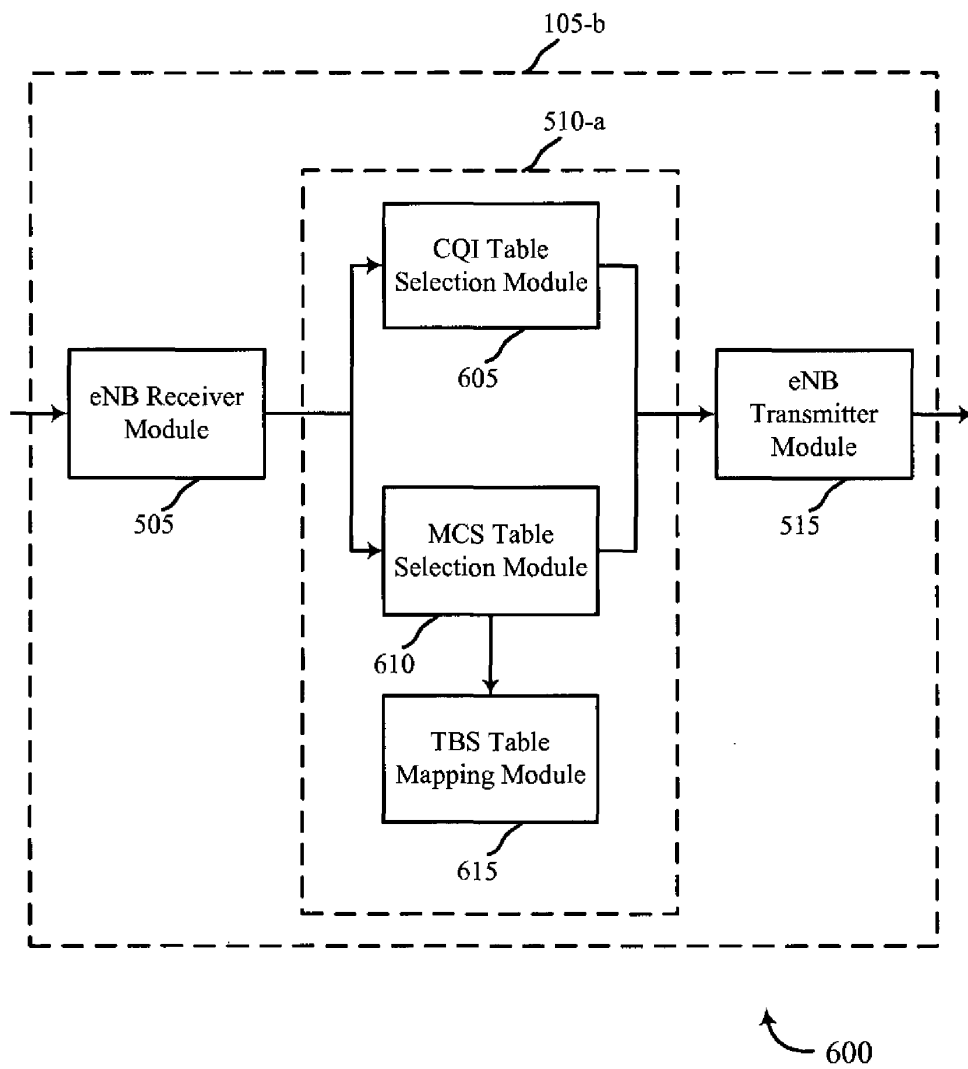 105-b
510-a
CQI Table
Selection Module
605
eNB Receiver
Module
505
eNB
Transmitter
Module
515
MCS Table
Selection Module
610
TBS Table
Mapping Module
615
600